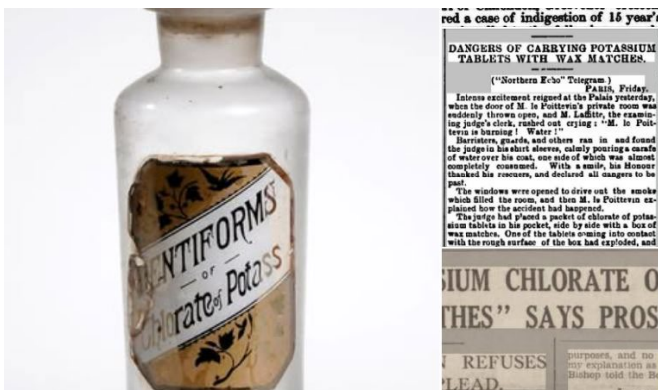 ENTIFORMS
OF
Chlorate of Potass
red a case of indigestion of 15 year's
DANGERS OF CARRYING POTASSIUM
TABLETS WITH WAX MATCHES.
("Northern Echo" Telegram.)
PARIS, Friday.
Intense excitement reigned at the Palais yesterday,
when the door of M. le Poittevin's private room was
suddenly thrown open, and M. Laffitte, the examin-
ing judge's clerk, rushed out crying: "M. le Poit-
tevin is burning! Water!"
Barristers, guards, and others ran in and found
the judge in his shirt sleeves, calmly pouring a carafe
of water over his coat, one side of which was almost
completely consumed. With a smile, his Honour
thanked his rescuers, and declared all dangers to be
past.
The windows were opened to drive out the smoke
which filled the room, and then M. le Poittevin ex-
plained how the accident had happened.
The judge had placed a packet of chlorate of potas-
sium tablets in his pocket, side by side with a box of
wax matches. One of the tablets coming into contact
with the rough surface of the box had exploded, and
SIUM CHLORATE O
THES" SAYS PROS
REFUSES
PLEAD.
purposes, and no
my explanation as
Bishop told the Be